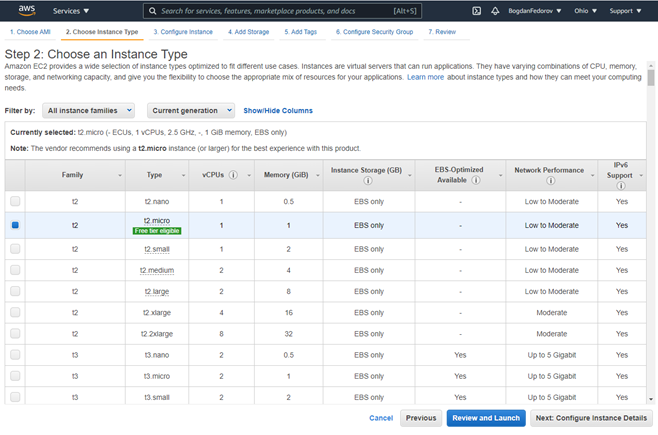 aws
Services
Search for services, features, marketplace products, and docs [Alt+S]
BogdanFedorov
Ohio
Support
1. Choose AMI
2. Choose Instance Type
3. Configure Instance
4. Add Storage
5. Add Tags
6. Configure Security Group
7. Review
Step 2: Choose an Instance Type
Amazon EC2 provides a wide selection of instance types optimized to fit different use cases. Instances are virtual servers that can run applications. They have varying combinations of CPU, memory,
storage, and networking capacity, and give you the flexibility to choose the appropriate mix of resources for your applications. Learn more about instance types and how they can meet your computing
needs.
Filter by: All instance families Current generation Show/Hide Columns
Currently selected: t2.micro (- ECUs, 1 vCPUs, 2.5 GHz, -, 1 GiB memory, EBS only)
Note: The vendor recommends using a t2.micro instance (or larger) for the best experience with this product.
Family Type vCPUs Memory (GiB) Instance Storage (GB) EBS-Optimized Available Network Performance IPv6 Support
t2 t2.nano 1 0.5 EBS only - Low to Moderate Yes
t2 t2.micro 1 1 EBS only - Low to Moderate Yes
Free tier eligible
t2 t2.small 1 2 EBS only - Low to Moderate Yes
t2 t2.medium 2 4 EBS only - Low to Moderate Yes
t2 t2.large 2 8 EBS only - Low to Moderate Yes
t2 t2.xlarge 4 16 EBS only - Moderate Yes
t2 t2.2xlarge 8 32 EBS only - Moderate Yes
t3 t3.nano 2 0.5 EBS only Yes Up to 5 Gigabit Yes
t3 t3.micro 2 1 EBS only Yes Up to 5 Gigabit Yes
t3 t3.small 2 2 EBS only Yes Up to 5 Gigabit Yes
Cancel Previous Review and Launch Next: Configure Instance Details